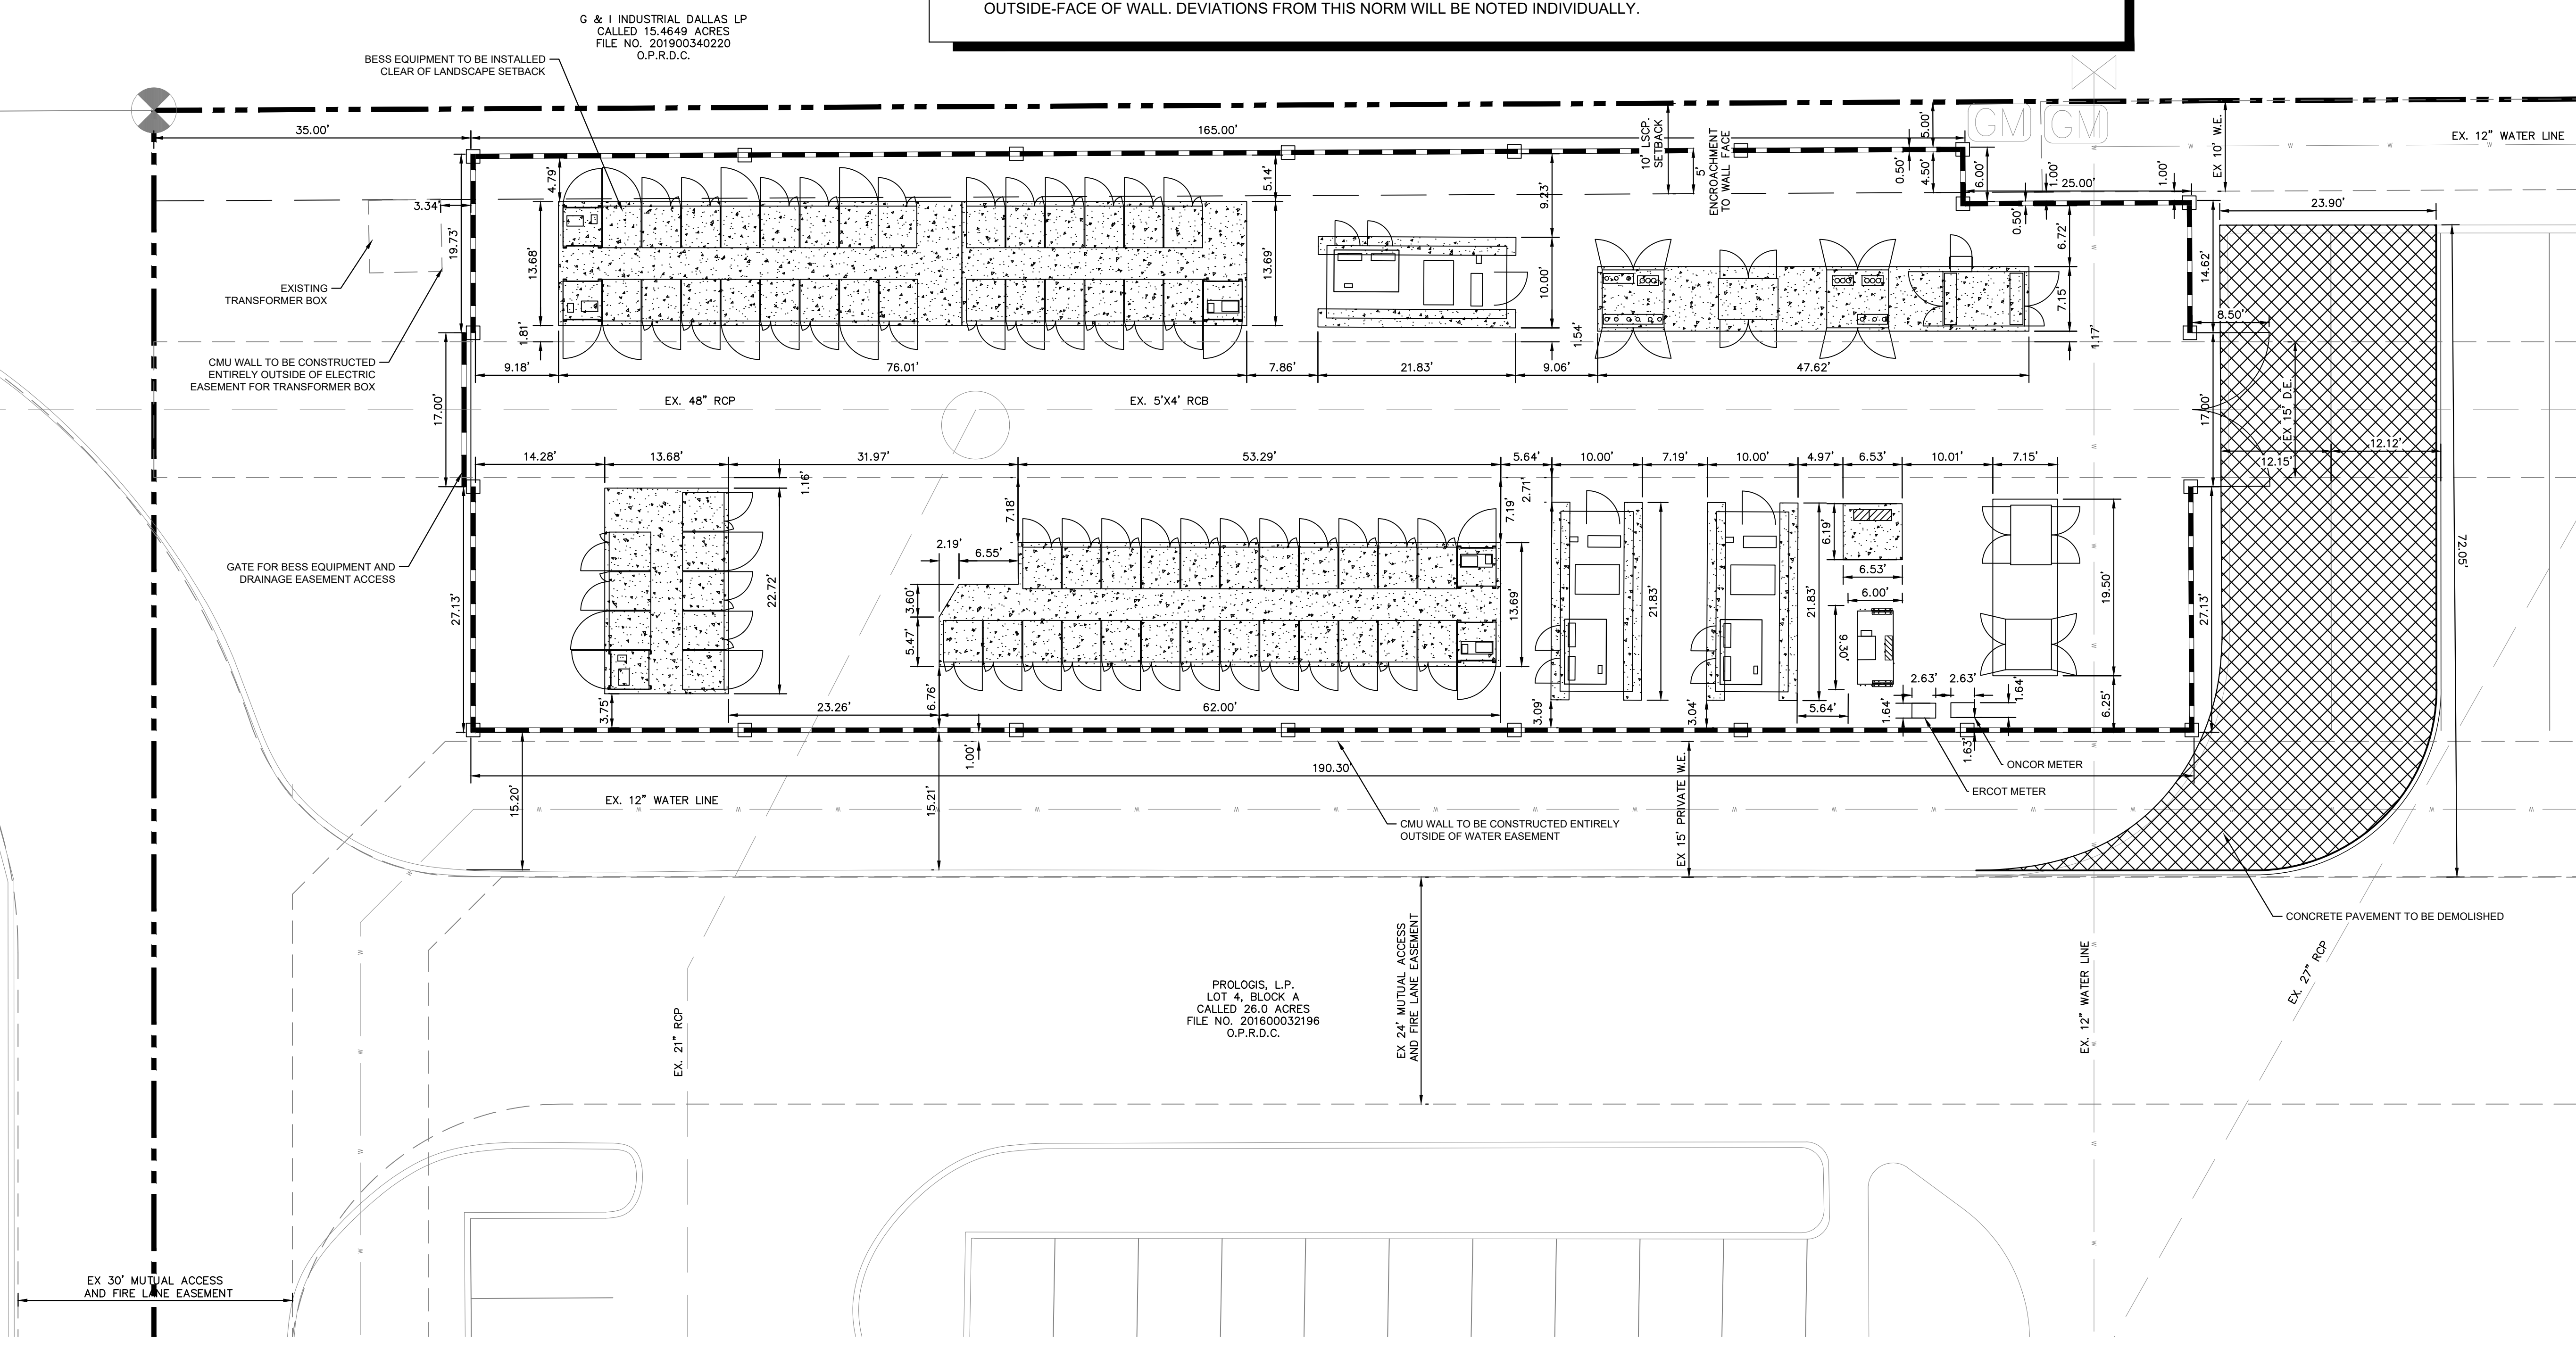 OUTSIDE-FACE OF WALL. DEVIATIONS FROM THIS NORM WILL BE NOTED INDIVIDUALLY.
G & I INDUSTRIAL DALLAS LP
CALLED 15.4649 ACRES
FILE NO. 201900340220
O.P.R.D.C.
BESS EQUIPMENT TO BE INSTALLED
CLEAR OF LANDSCAPE SETBACK
35.00'
165.00'
10' LSCP.
SETBACK
5'
ENCROACHMENT
TO WALL FACE
5.00'
0.50'
4.50'
6.00'
GM
GM
1.00'
25.00'
0.50'
1.00'
EX 10' W.E.
EX. 12" WATER LINE
W
W
W
W
4.79'
5.14'
9.23'
3.34'
19.73'
13.68'
13.69'
10.00'
6.72'
7.15'
14.62'
23.90'
EXISTING
TRANSFORMER BOX
1.81'
1.54'
1.17'
8.50'
CMU WALL TO BE CONSTRUCTED
ENTIRELY OUTSIDE OF ELECTRIC
EASEMENT FOR TRANSFORMER BOX
9.18'
76.01'
7.86'
21.83'
9.06'
47.62'
17.00'
EX. 48" RCP
EX. 5'X4' RCB
17.00'
EX 15' D.E.
12.15'
12.12'
14.28'
13.68'
31.97'
53.29'
5.64'
10.00'
7.19'
10.00'
4.97'
6.53'
10.01'
7.15'
1.16'
7.18'
7.19'
2.71'
GATE FOR BESS EQUIPMENT AND
DRAINAGE EASEMENT ACCESS
27.13'
22.72'
2.19'
6.55'
3.60'
5.47'
13.69'
21.83'
21.83'
6.19'
6.53'
6.00'
6.30'
19.50'
27.13'
72.05'
3.75'
23.26'
6.76'
62.00'
3.09'
3.04'
5.64'
1.64'
2.63'
2.63'
1.64'
6.25'
1.00'
1.63'
190.30'
ONCOR METER
ERCOT METER
15.20'
EX. 12" WATER LINE
15.21'
CMU WALL TO BE CONSTRUCTED ENTIRELY
OUTSIDE OF WATER EASEMENT
EX 15' PRIVATE W.E.
CONCRETE PAVEMENT TO BE DEMOLISHED
EX 24' MUTUAL ACCESS
AND FIRE LANE EASEMENT
PROLOGIS, L.P.
LOT 4, BLOCK A
CALLED 26.0 ACRES
FILE NO. 201600032196
O.P.R.D.C.
EX. 21" RCP
EX. 12" WATER LINE
EX. 27" RCP
EX 30' MUTUAL ACCESS
AND FIRE LANE EASEMENT